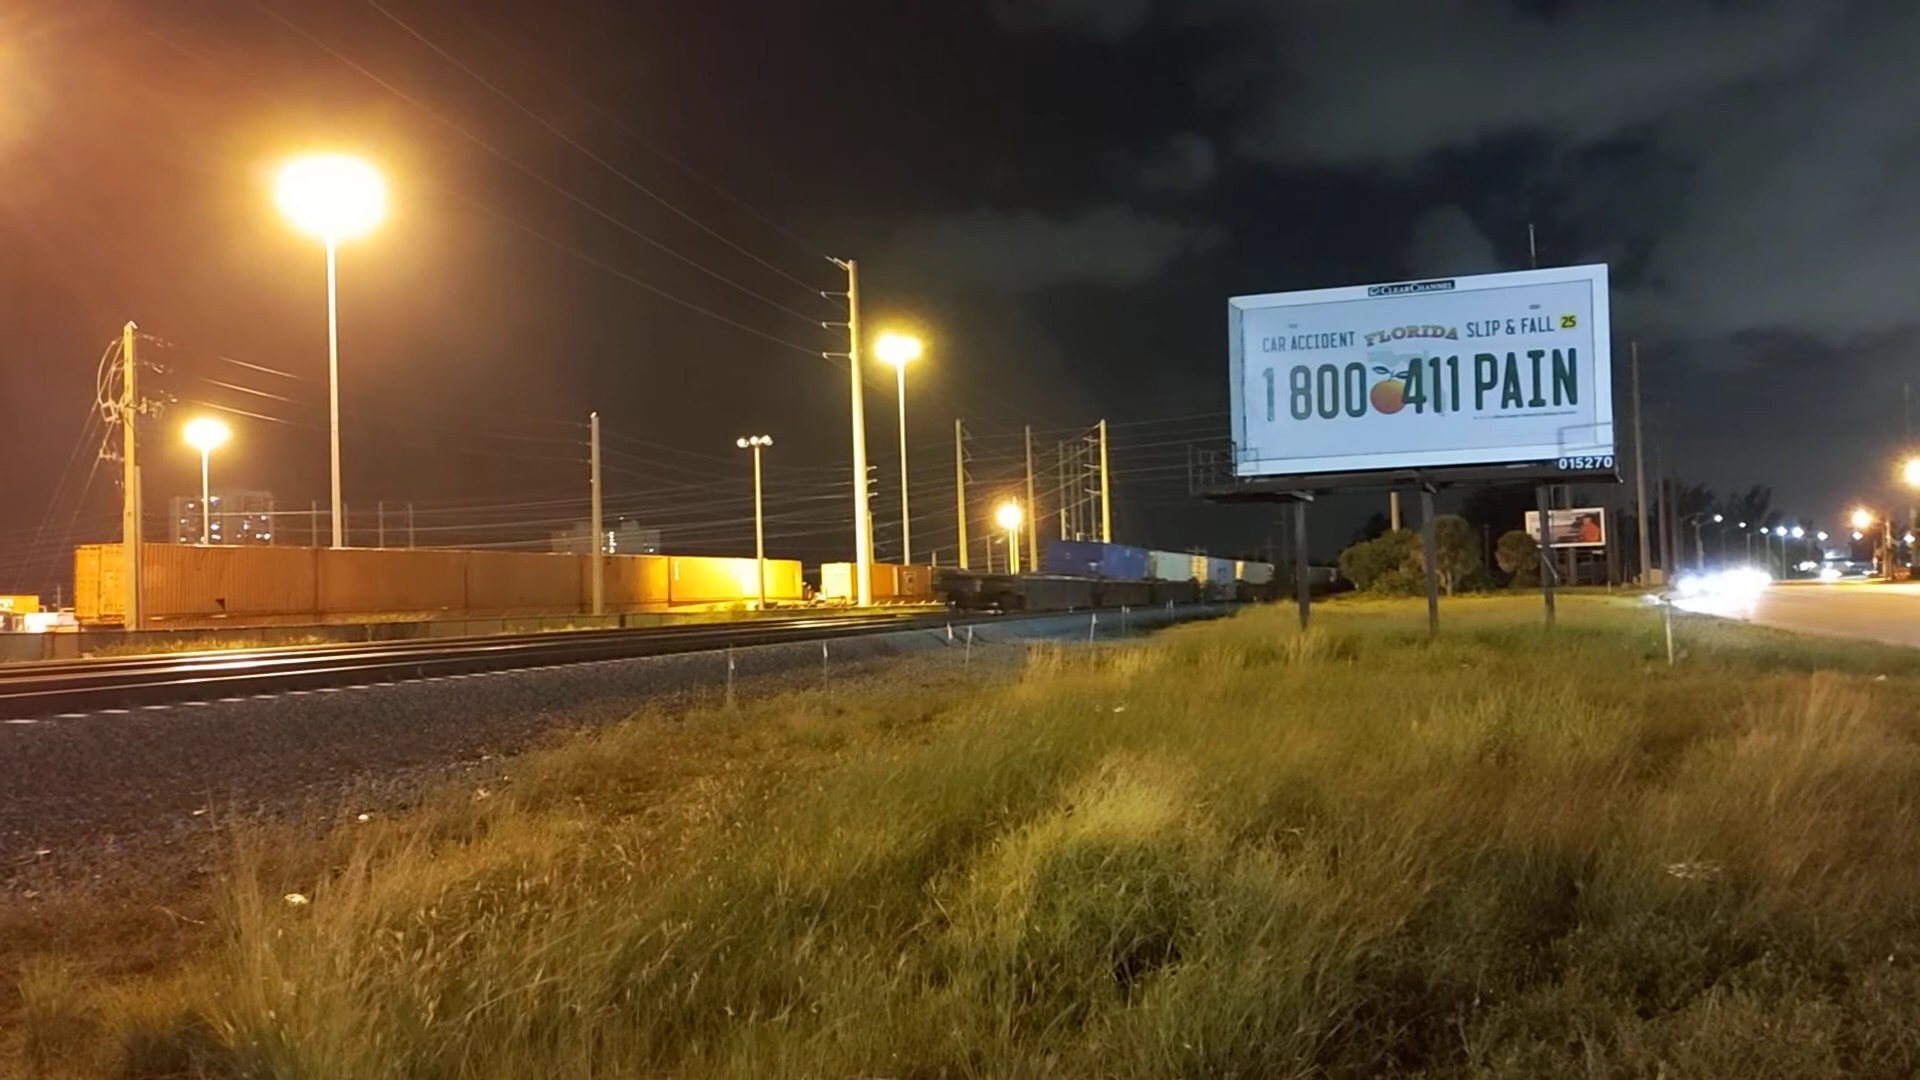 CLEAR CHANNEL
CAR ACCIDENT FLORIDA SLIP & FALL 25
1 800 411 PAIN
015270